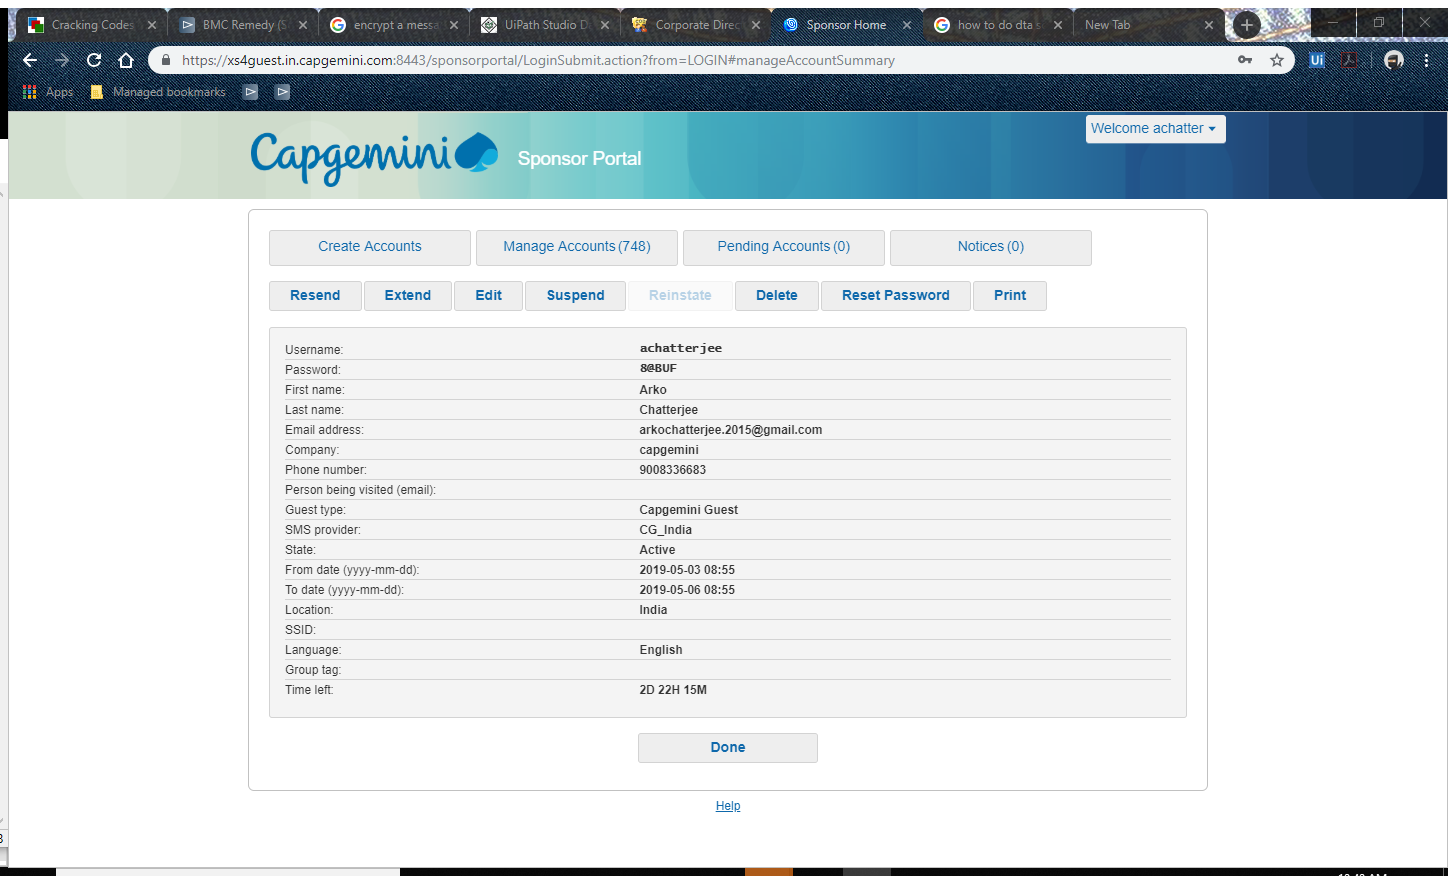 Cracking Codes
BMC Remedy (S
encrypt a messa
UiPath Studio D
Corporate Direc
Sponsor Home
how to do dta s
New Tab
https://xs4guest.in.capgemini.com:8443/sponsorportal/LoginSubmit.action?from=LOGIN#manageAccountSummary
Ui
Apps
Managed bookmarks
Capgemini
Sponsor Portal
Welcome achatter
Create Accounts
Manage Accounts (748)
Pending Accounts (0)
Notices (0)
Resend
Extend
Edit
Suspend
Reinstate
Delete
Reset Password
Print
Username: achatterjee
Password: 8@BUF
First name: Arko
Last name: Chatterjee
Email address: arkochatterjee.2015@gmail.com
Company: capgemini
Phone number: 9008336683
Person being visited (email):
Guest type: Capgemini Guest
SMS provider: CG_India
State: Active
From date (yyyy-mm-dd): 2019-05-03 08:55
To date (yyyy-mm-dd): 2019-05-06 08:55
Location: India
SSID:
Language: English
Group tag:
Time left: 2D 22H 15M
Done
Help